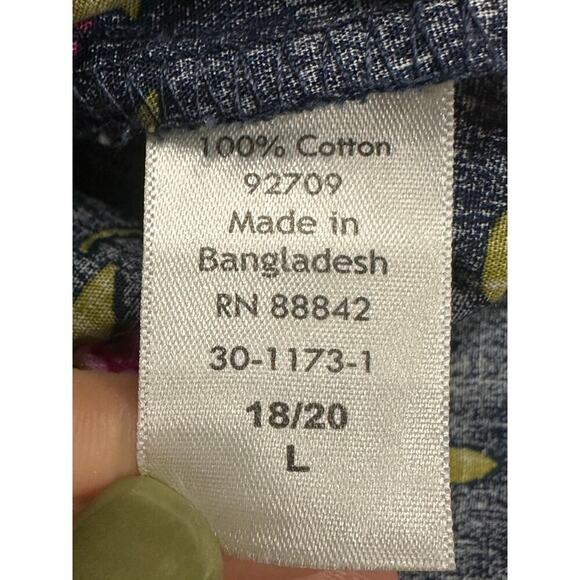 100% Cotton
92709
Made in
Bangladesh
RN 88842
30-1173-1
18/20
L